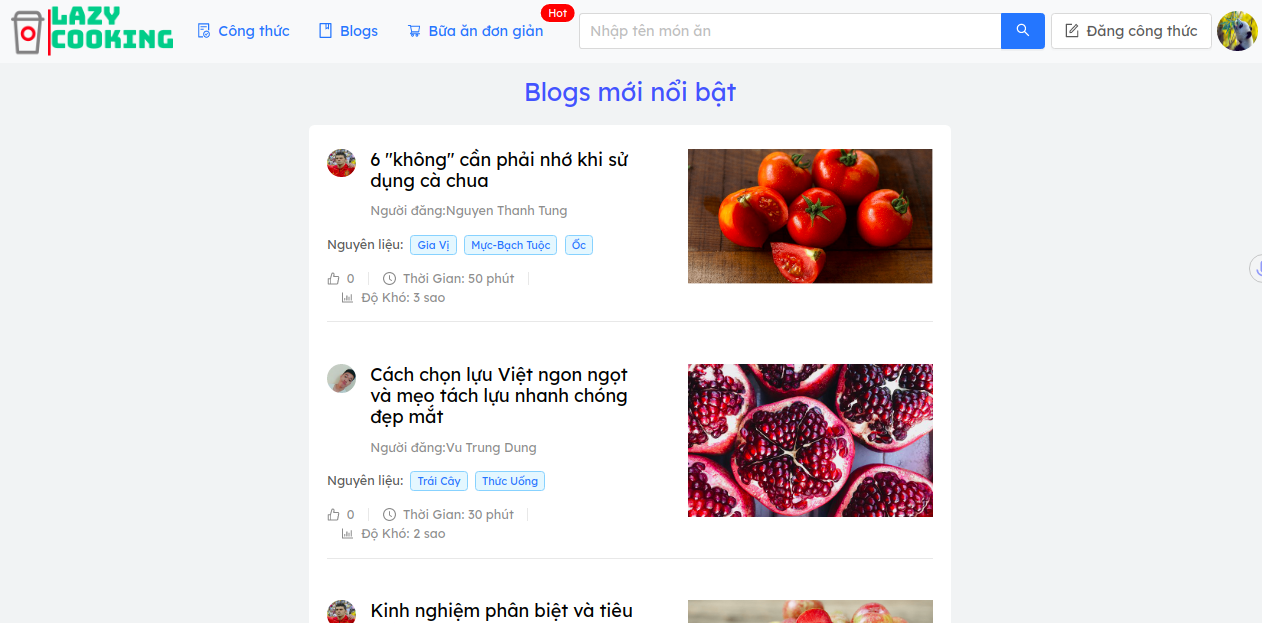 LAZY
COOKING
Công thức
Blogs
Bữa ăn đơn giản
Hot
Nhập tên món ăn
Đăng công thức
Blogs mới nổi bật
6 "không" cần phải nhớ khi sử
dụng cà chua
Người đăng:Nguyen Thanh Tung
Nguyên liệu: Gia Vị Mực-Bạch Tuộc Ốc
0 Thời Gian: 50 phút
Độ Khó: 3 sao
Cách chọn lựu Việt ngon ngọt
và mẹo tách lựu nhanh chóng
đẹp mắt
Người đăng:Vu Trung Dung
Nguyên liệu: Trái Cây Thức Uống
0 Thời Gian: 30 phút
Độ Khó: 2 sao
Kinh nghiệm phân biệt và tiêu